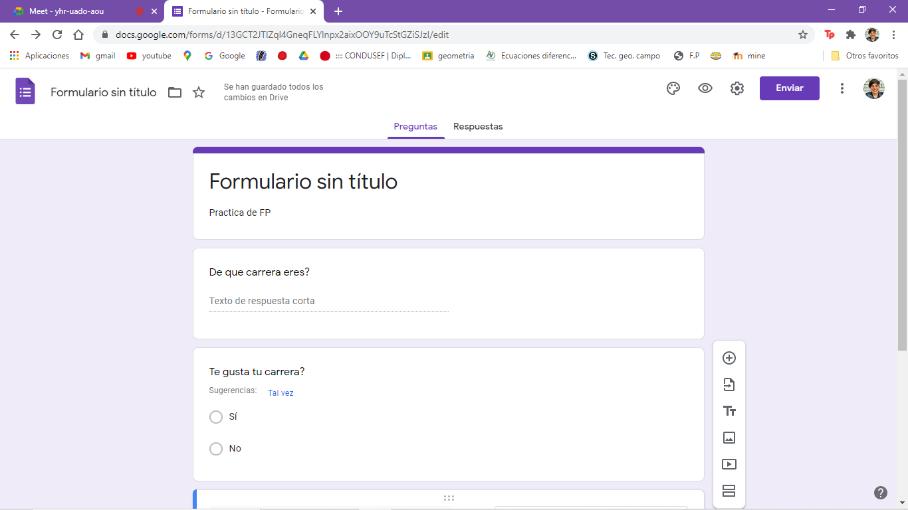 Meet - yhr-uado-aou
Formulario sin título - Formulario
docs.google.com/forms/d/13GCT2JTlZql4GneqFLYlnpx2aixOOY9uTcStGZiSJzI/edit
Aplicaciones
gmail
youtube
Google
::: CONDUSEF | Dipl...
geometria
Ecuaciones diferenc...
Tec. geo. campo
F.P
mine
Otros favoritos
Formulario sin título
Se han guardado todos los
cambios en Drive
Enviar
Preguntas
Respuestas
Formulario sin título
Practica de FP
De que carrera eres?
Texto de respuesta corta
Te gusta tu carrera?
Sugerencias: Tal vez
Sí
No